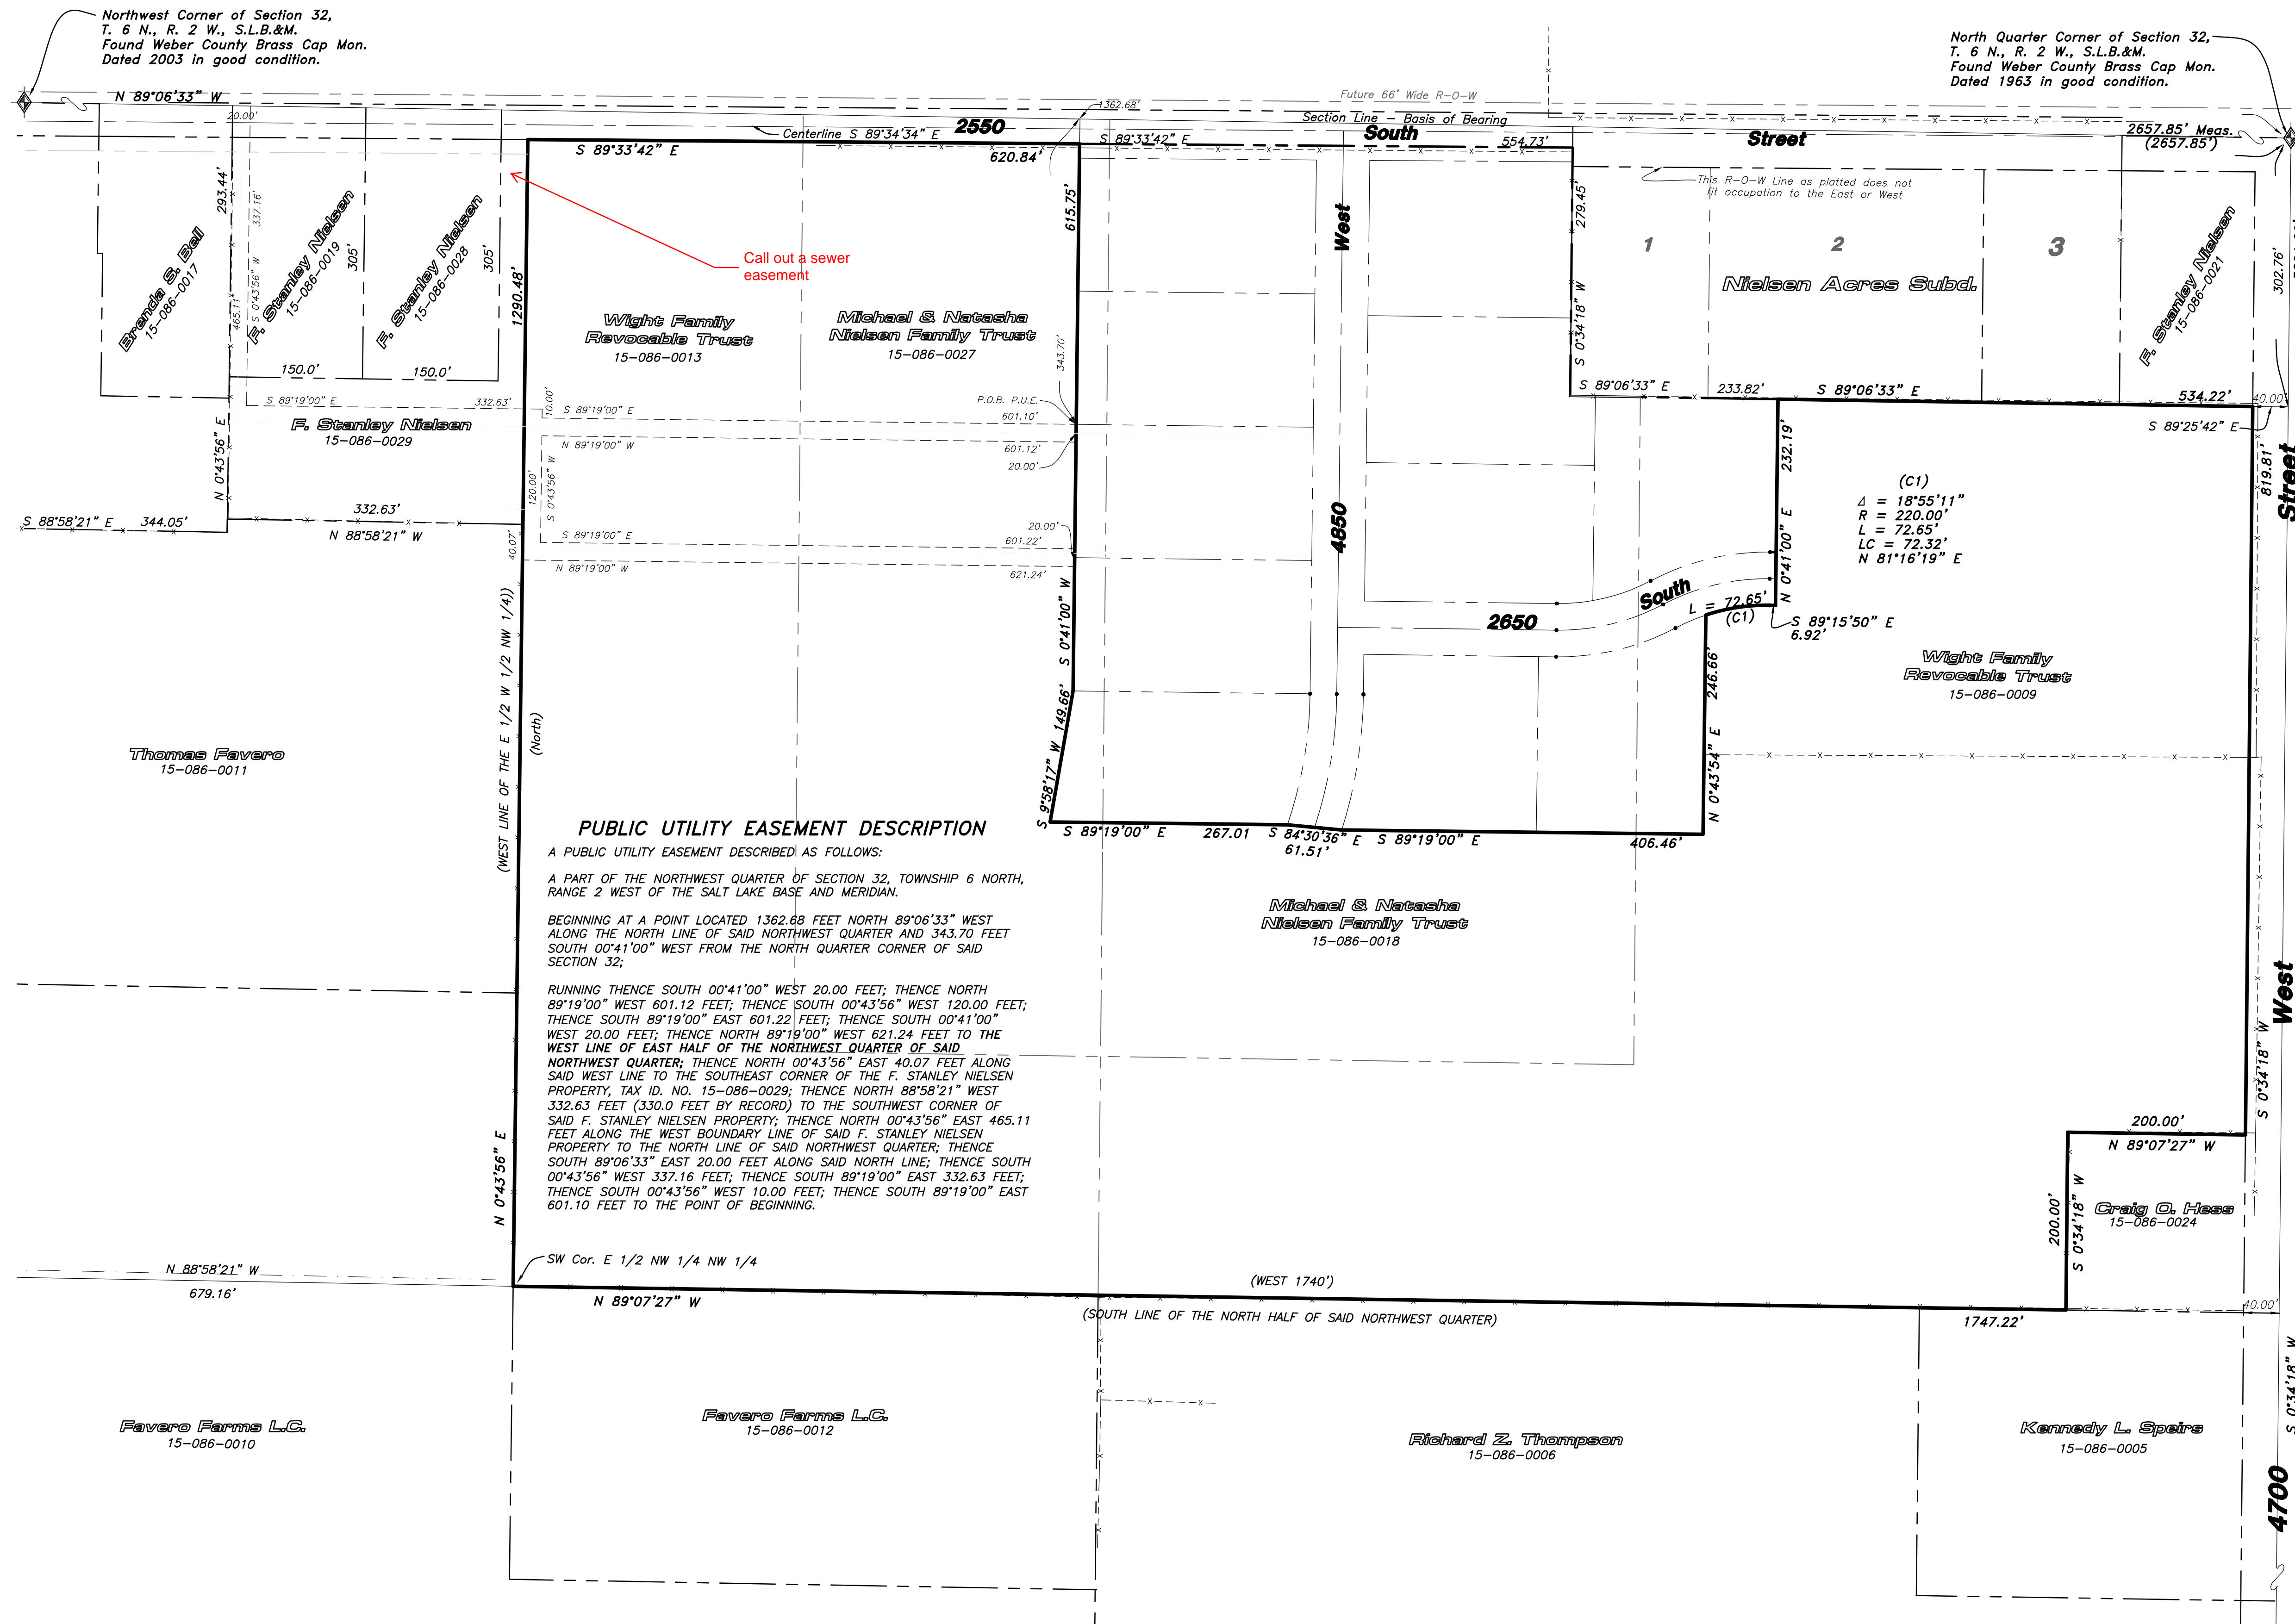 Northwest Corner of Section 32,
T. 6 N., R. 2 W., S.L.B.&M.
Found Weber County Brass Cap Mon.
Dated 2003 in good condition.
North Quarter Corner of Section 32,
T. 6 N., R. 2 W., S.L.B.&M.
Found Weber County Brass Cap Mon.
Dated 1963 in good condition.
N 89°06'33" W
20.00'
Future 66' Wide R-O-W
1362.68'
Section Line - Basis of Bearing
Centerline S 89°34'34" E
2550
South
Street
2657.85' Meas.
(2657.85')
S 89°33'42" E
620.84'
S 89°33'42" E
554.73'
This R-O-W Line as platted does not
fit occupation to the East or West
293.44'
337.16'
S 0°43'56" W
465.11'
Brenda S. Bell
15-086-0017
F. Stanley Nielsen
15-086-0019
305'
F. Stanley Nielsen
15-086-0028
305'
1290.48'
Call out a sewer
easement
615.75'
West
279.45'
S 0°34'18" W
1
2
3
Nielsen Acres Subd.
F. Stanley Nielsen
15-086-0021
302.76'
Wight Family
Revocable Trust
15-086-0013
Michael & Natasha
Nielsen Family Trust
15-086-0027
343.70'
150.0'
150.0'
S 89°06'33" E
233.82'
S 89°06'33" E
534.22'
40.00'
S 89°25'42" E
S 89°19'00" E
332.63'
10.00'
S 89°19'00" E
P.O.B. P.U.E.
601.10'
F. Stanley Nielsen
15-086-0029
N 0°43'56" E
N 89°19'00" W
601.12'
20.00'
120.00'
S 0°43'56" W
232.19'
N 0°41'00" E
819.81'
Street
(C1)
Δ = 18°55'11"
R = 220.00'
L = 72.65'
LC = 72.32'
N 81°16'19" E
S 88°58'21" E
344.05'
332.63'
N 88°58'21" W
40.07'
S 89°19'00" E
20.00'
601.22'
N 89°19'00" W
621.24'
4850
S 0°41'00" W
2650
South
L = 72.65'
(C1)
S 89°15'50" E
6.92'
Wight Family
Revocable Trust
15-086-0009
(WEST LINE OF THE E 1/2 W 1/2 NW 1/4))
(North)
149.66'
S 9°58'17" W
246.66'
N 0°43'54" E
Thomas Favero
15-086-0011
S 89°19'00" E
267.01
S 84°30'36" E
61.51'
S 89°19'00" E
406.46'
PUBLIC UTILITY EASEMENT DESCRIPTION
A PUBLIC UTILITY EASEMENT DESCRIBED AS FOLLOWS:
A PART OF THE NORTHWEST QUARTER OF SECTION 32, TOWNSHIP 6 NORTH,
RANGE 2 WEST OF THE SALT LAKE BASE AND MERIDIAN.
BEGINNING AT A POINT LOCATED 1362.68 FEET NORTH 89°06'33" WEST
ALONG THE NORTH LINE OF SAID NORTHWEST QUARTER AND 343.70 FEET
SOUTH 00°41'00" WEST FROM THE NORTH QUARTER CORNER OF SAID
SECTION 32;
RUNNING THENCE SOUTH 00°41'00" WEST 20.00 FEET; THENCE NORTH
89°19'00" WEST 601.12 FEET; THENCE SOUTH 00°43'56" WEST 120.00 FEET;
THENCE SOUTH 89°19'00" EAST 601.22 FEET; THENCE SOUTH 00°41'00"
WEST 20.00 FEET; THENCE NORTH 89°19'00" WEST 621.24 FEET TO THE
WEST LINE OF EAST HALF OF THE NORTHWEST QUARTER OF SAID
NORTHWEST QUARTER; THENCE NORTH 00°43'56" EAST 40.07 FEET ALONG
SAID WEST LINE TO THE SOUTHEAST CORNER OF THE F. STANLEY NIELSEN
PROPERTY, TAX ID. NO. 15-086-0029; THENCE NORTH 88°58'21" WEST
332.63 FEET (330.0 FEET BY RECORD) TO THE SOUTHWEST CORNER OF
SAID F. STANLEY NIELSEN PROPERTY; THENCE NORTH 00°43'56" EAST 465.11
FEET ALONG THE WEST BOUNDARY LINE OF SAID F. STANLEY NIELSEN
PROPERTY TO THE NORTH LINE OF SAID NORTHWEST QUARTER; THENCE
SOUTH 89°06'33" EAST 20.00 FEET ALONG SAID NORTH LINE; THENCE SOUTH
00°43'56" WEST 337.16 FEET; THENCE SOUTH 89°19'00" EAST 332.63 FEET;
THENCE SOUTH 00°43'56" WEST 10.00 FEET; THENCE SOUTH 89°19'00" EAST
601.10 FEET TO THE POINT OF BEGINNING.
Michael & Natasha
Nielsen Family Trust
15-086-0018
West
S 0°34'18" W
200.00'
N 89°07'27" W
200.00'
S 0°34'18" W
Craig O. Hess
15-086-0024
N 0°43'56" E
SW Cor. E 1/2 NW 1/4 NW 1/4
N 88°58'21" W
679.16'
N 89°07'27" W
(WEST 1740')
(SOUTH LINE OF THE NORTH HALF OF SAID NORTHWEST QUARTER)
1747.22'
40.00'
S 0°34'18" W
Favero Farms L.C.
15-086-0010
Favero Farms L.C.
15-086-0012
Richard Z. Thompson
15-086-0006
Kennedy L. Speirs
15-086-0005
4700